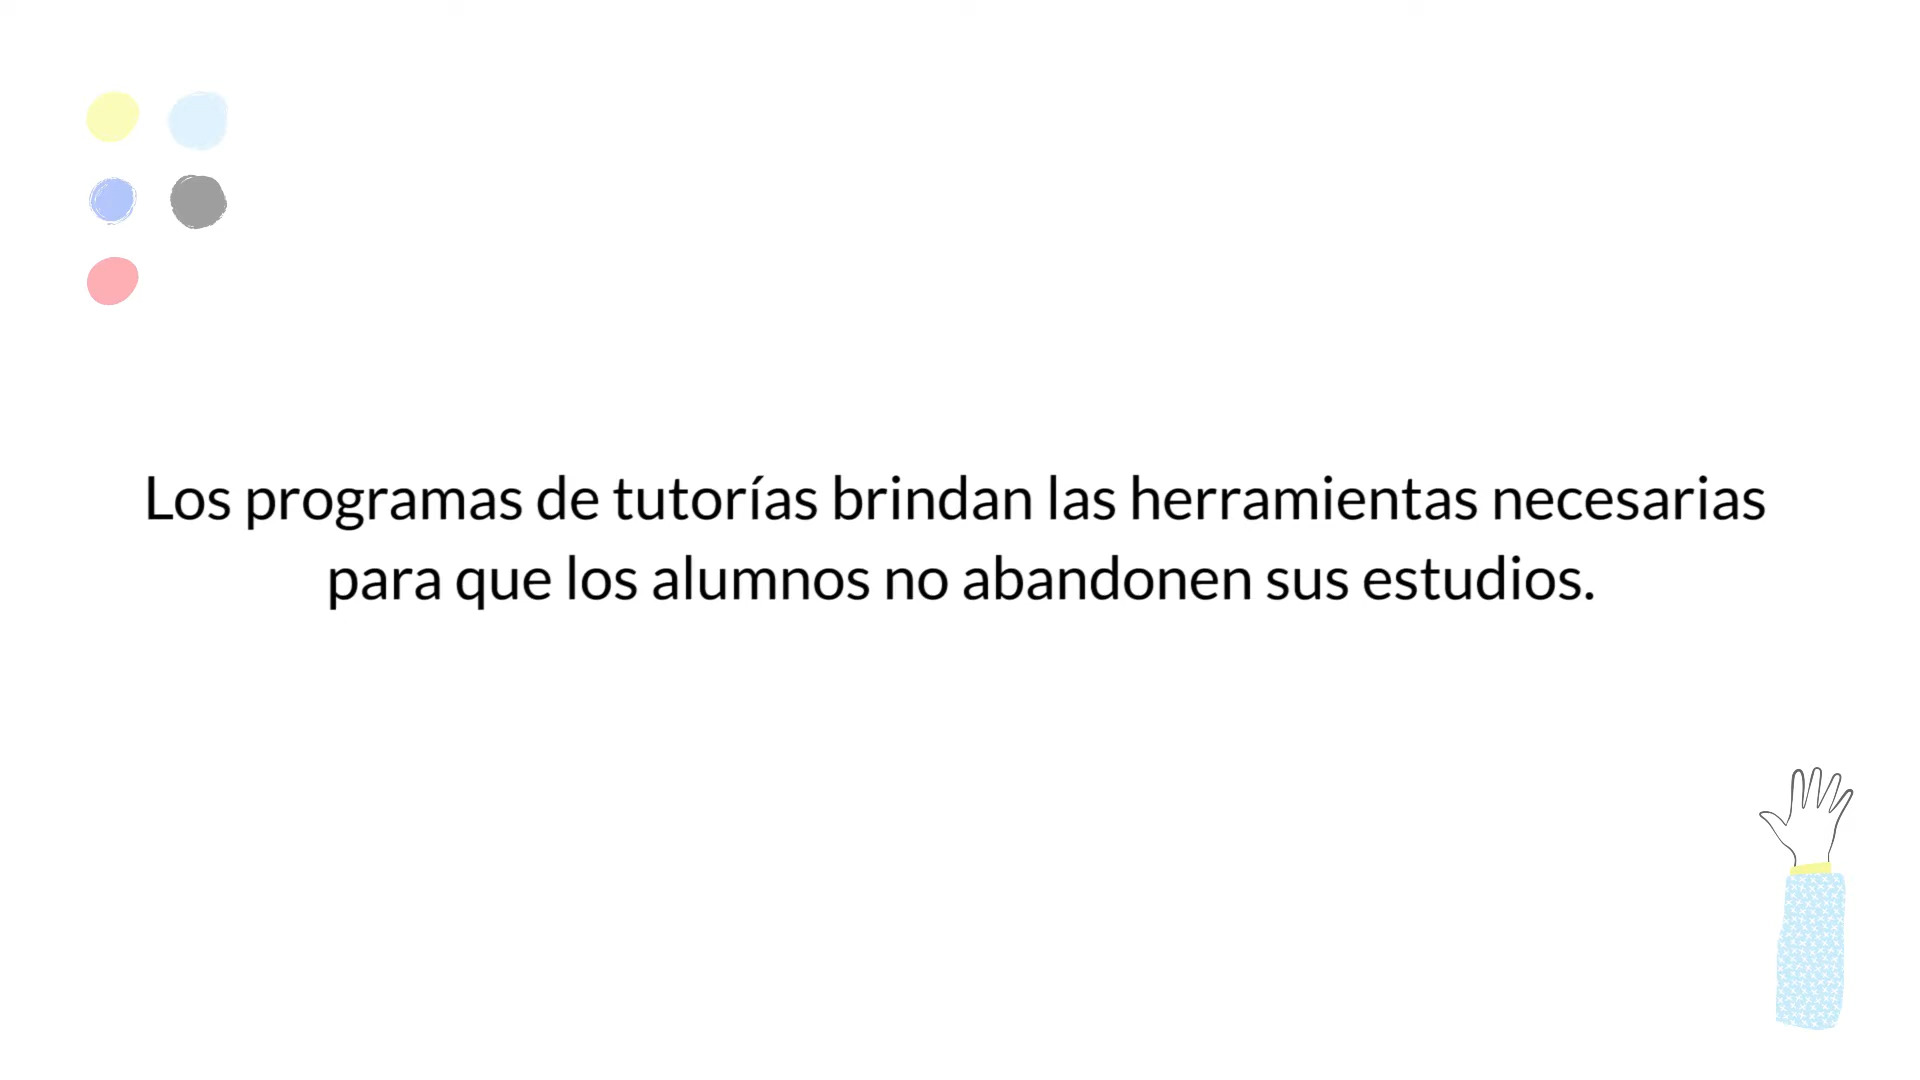 Los programas de tutorías brindan las herramientas necesarias
para que los alumnos no abandonen sus estudios.